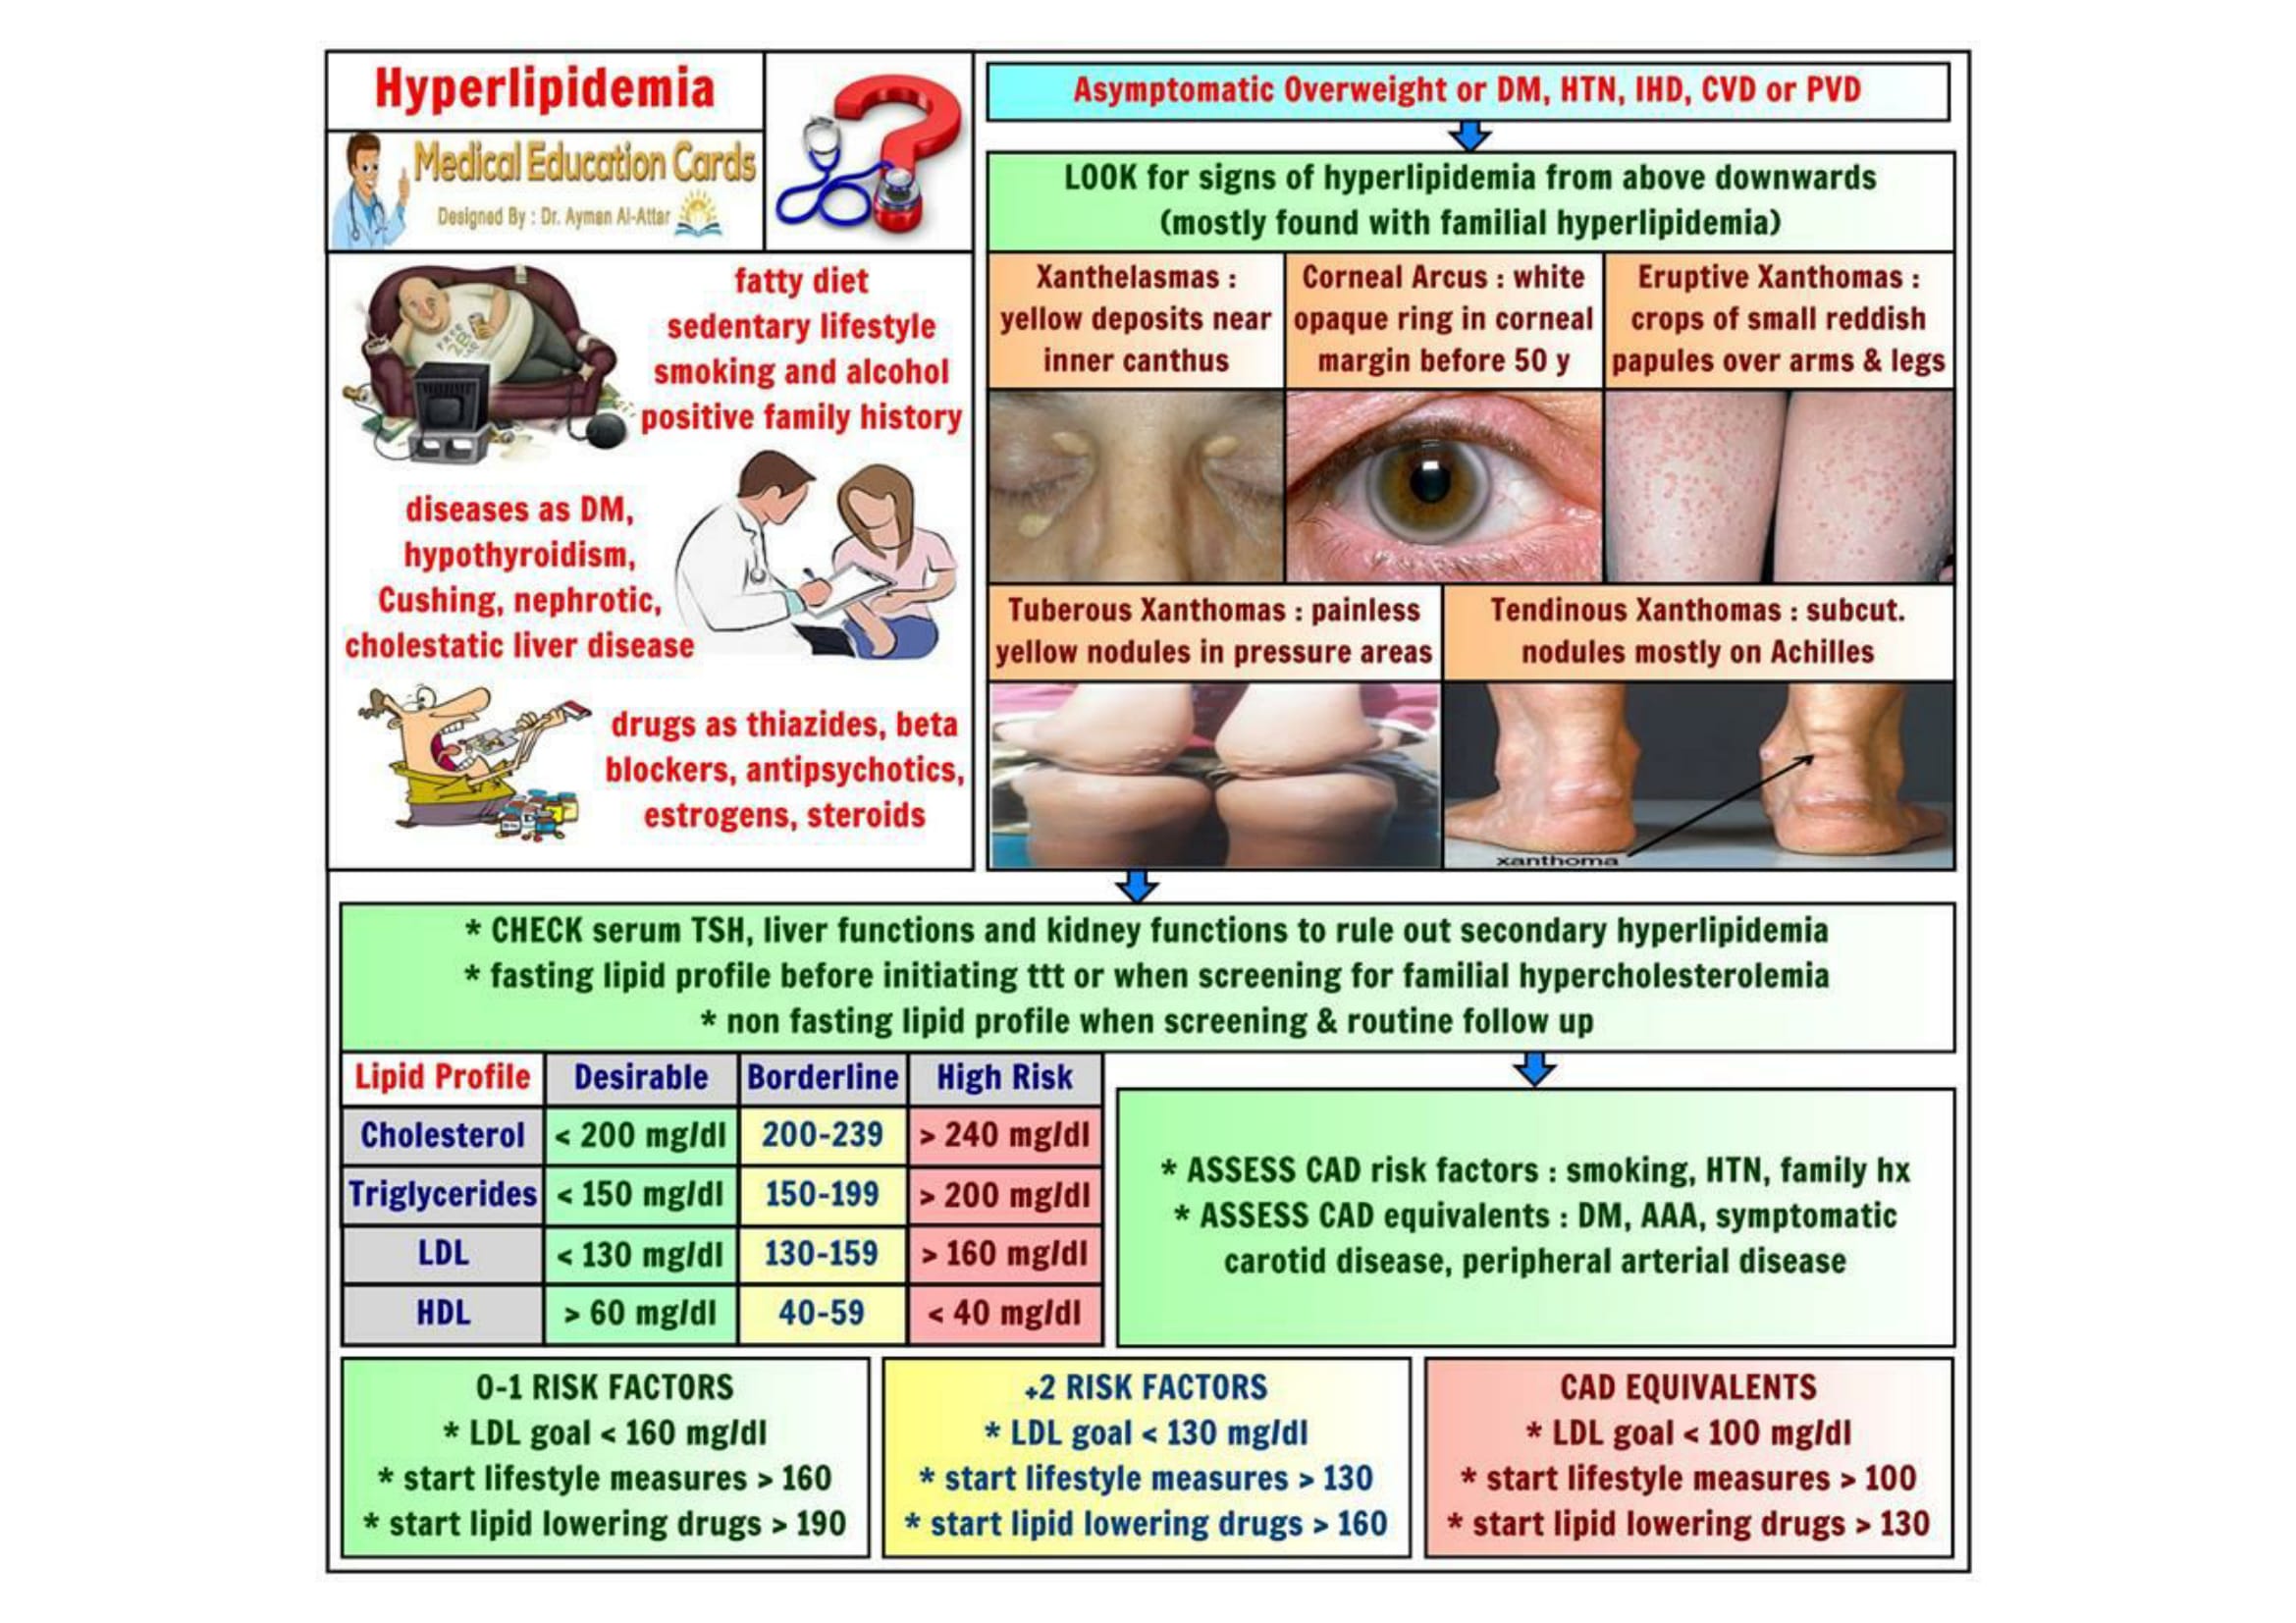 Hyperlipidemia
Medical Education Cards
Designed By : Dr. Ayman Al-Attar
fatty diet
sedentary lifestyle
smoking and alcohol
positive family history
diseases as DM,
hypothyroidism,
Cushing, nephrotic,
cholestatic liver disease
drugs as thiazides, beta
blockers, antipsychotics,
estrogens, steroids
Asymptomatic Overweight or DM, HTN, IHD, CVD or PVD
LOOK for signs of hyperlipidemia from above downwards
(mostly found with familial hyperlipidemia)
Xanthelasmas :
yellow deposits near
inner canthus
Corneal Arcus : white
opaque ring in corneal
margin before 50 y
Eruptive Xanthomas :
crops of small reddish
papules over arms & legs
Tuberous Xanthomas : painless
yellow nodules in pressure areas
Tendinous Xanthomas : subcut.
nodules mostly on Achilles
xanthoma
* CHECK serum TSH, liver functions and kidney functions to rule out secondary hyperlipidemia
* fasting lipid profile before initiating ttt or when screening for familial hypercholesterolemia
* non fasting lipid profile when screening & routine follow up
Lipid Profile Desirable Borderline High Risk
Cholesterol < 200 mg/dl 200-239 > 240 mg/dl
Triglycerides < 150 mg/dl 150-199 > 200 mg/dl
LDL < 130 mg/dl 130-159 > 160 mg/dl
HDL > 60 mg/dl 40-59 < 40 mg/dl
* ASSESS CAD risk factors : smoking, HTN, family hx
* ASSESS CAD equivalents : DM, AAA, symptomatic
carotid disease, peripheral arterial disease
0-1 RISK FACTORS
* LDL goal < 160 mg/dl
* start lifestyle measures > 160
* start lipid lowering drugs > 190
+2 RISK FACTORS
* LDL goal < 130 mg/dl
* start lifestyle measures > 130
* start lipid lowering drugs > 160
CAD EQUIVALENTS
* LDL goal < 100 mg/dl
* start lifestyle measures > 100
* start lipid lowering drugs > 130